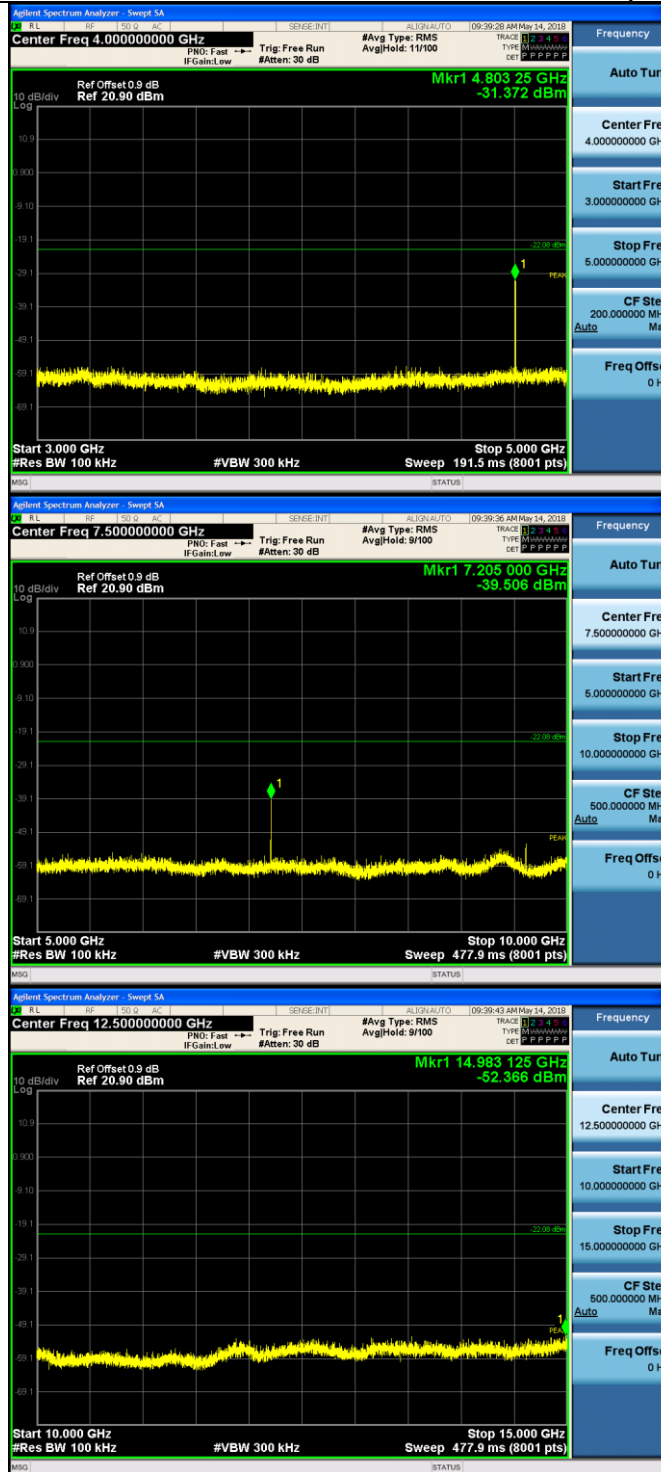 Agilent Spectrum Analyzer - Swept SA
RL RF 50 Ω AC SENSE:INT ALIGN AUTO 09:39:28 AM May 14, 2018
Center Freq 4.000000000 GHz #Avg Type: RMS TRACE 1 2 3 4 5 6 Frequency
PNO: Fast Trig: Free Run Avg|Hold: 11/100 TYPE M
IFGain:Low #Atten: 30 dB DET P P P P P P
Auto Tun
Mkr1 4.803 25 GHz
Ref Offset 0.9 dB
10 dB/div Ref 20.90 dBm -31.372 dBm
Log
Center Fre
4.000000000 GH
10.9
0.900
Start Fre
3.000000000 GH
-9.10
-19.1
-22.08 dBm
Stop Fre
5.000000000 GH
1
-29.1
PEAK
CF Ste
200.000000 MH
Auto Ma
-39.1
-49.1
Freq Offse
0 H
-59.1
-69.1
Start 3.000 GHz Stop 5.000 GHz
#Res BW 100 kHz #VBW 300 kHz Sweep 191.5 ms (8001 pts)
MSG STATUS
Agilent Spectrum Analyzer - Swept SA
RL RF 50 Ω AC SENSE:INT ALIGN AUTO 09:39:36 AM May 14, 2018
Center Freq 7.500000000 GHz #Avg Type: RMS TRACE 1 2 3 4 5 6 Frequency
PNO: Fast Trig: Free Run Avg|Hold: 9/100 TYPE M
IFGain:Low #Atten: 30 dB DET P P P P P P
Auto Tun
Mkr1 7.205 000 GHz
Ref Offset 0.9 dB
10 dB/div Ref 20.90 dBm -39.506 dBm
Log
Center Fre
7.500000000 GH
10.9
0.900
Start Fre
5.000000000 GH
-9.10
-19.1
-22.08 dBm
Stop Fre
10.000000000 GH
-29.1
1
CF Ste
500.000000 MH
Auto Ma
-39.1
-49.1
PEAK
Freq Offse
0 H
-59.1
-69.1
Start 5.000 GHz Stop 10.000 GHz
#Res BW 100 kHz #VBW 300 kHz Sweep 477.9 ms (8001 pts)
MSG STATUS
Agilent Spectrum Analyzer - Swept SA
RL RF 50 Ω AC SENSE:INT ALIGN AUTO 09:39:43 AM May 14, 2018
Center Freq 12.500000000 GHz #Avg Type: RMS TRACE 1 2 3 4 5 6 Frequency
PNO: Fast Trig: Free Run Avg|Hold: 9/100 TYPE M
IFGain:Low #Atten: 30 dB DET P P P P P P
Auto Tun
Mkr1 14.983 125 GHz
Ref Offset 0.9 dB
10 dB/div Ref 20.90 dBm -52.366 dBm
Log
Center Fre
12.500000000 GH
10.9
0.900
Start Fre
10.000000000 GH
-9.10
-19.1
-22.08 dBm
Stop Fre
15.000000000 GH
-29.1
CF Ste
500.000000 MH
Auto Ma
-39.1
-49.1
1
PEAK
Freq Offse
0 H
-59.1
-69.1
Start 10.000 GHz Stop 15.000 GHz
#Res BW 100 kHz #VBW 300 kHz Sweep 477.9 ms (8001 pts)
MSG STATUS